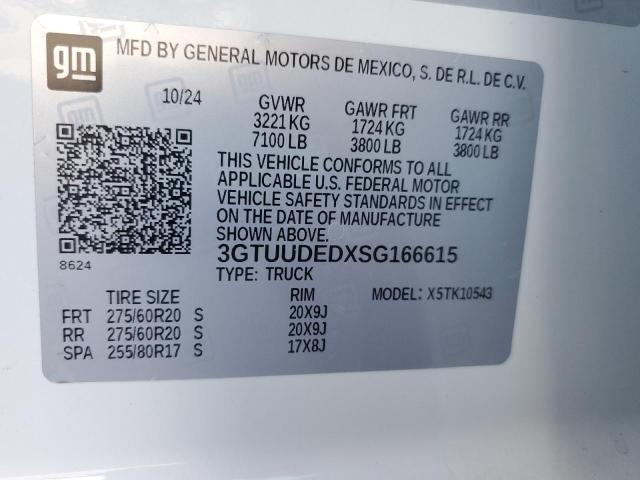 gm
MFD BY GENERAL MOTORS DE MEXICO, S. DE R.L. DE C.V.
10/24 GVWR GAWR FRT GAWR RR
3221 KG 1724 KG 1724 KG
7100 LB 3800 LB 3800 LB
THIS VEHICLE CONFORMS TO ALL
APPLICABLE U.S. FEDERAL MOTOR
VEHICLE SAFETY STANDARDS IN EFFECT
ON THE DATE OF MANUFACTURE
SHOWN ABOVE.
8624
3GTUUDEDXSG166615
TYPE: TRUCK
TIRE SIZE RIM MODEL: X5TK10543
FRT 275/60R20 S 20X9J
RR 275/60R20 S 20X9J
SPA 255/80R17 S 17X8J